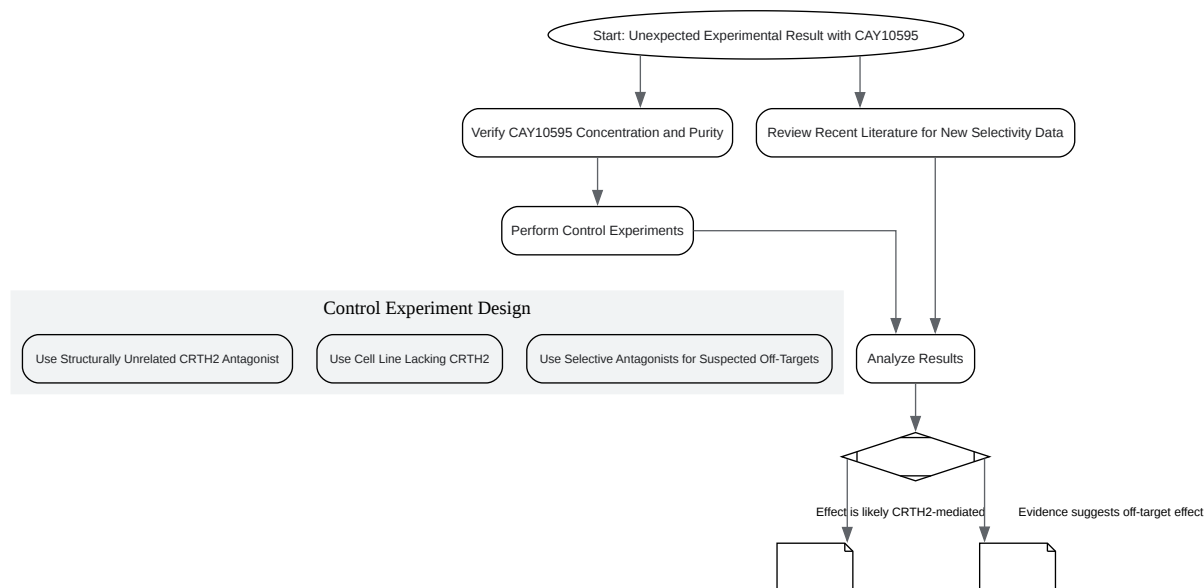 Start: Unexpected Experimental Result with CAY10595
Verify CAY10595 Concentration and Purity
Review Recent Literature for New Selectivity Data
Perform Control Experiments
Control Experiment Design
Use Structurally Unrelated CRTH2 Antagonist
Use Cell Line Lacking CRTH2
Use Selective Antagonists for Suspected Off-Targets
Analyze Results
Effect is likely CRTH2-mediated
Evidence suggests off-target effect